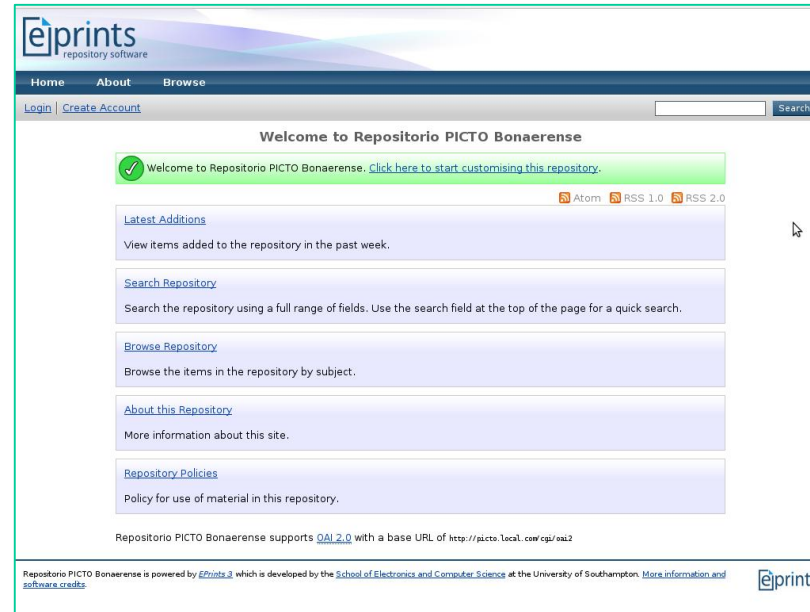 eprints
repository software
Home About Browse
Login | Create Account Search
Welcome to Repositorio PICTO Bonaerense
Welcome to Repositorio PICTO Bonaerense. Click here to start customising this repository.
Atom RSS 1.0 RSS 2.0
Latest Additions
View items added to the repository in the past week.
Search Repository
Search the repository using a full range of fields. Use the search field at the top of the page for a quick search.
Browse Repository
Browse the items in the repository by subject.
About this Repository
More information about this site.
Repository Policies
Policy for use of material in this repository.
Repositorio PICTO Bonaerense supports OAI 2.0 with a base URL of http://picto.local.com/cgi/oai2
Repositorio PICTO Bonaerense is powered by EPrints 3 which is developed by the School of Electronics and Computer Science at the University of Southampton. More information and
software credits.
eprint